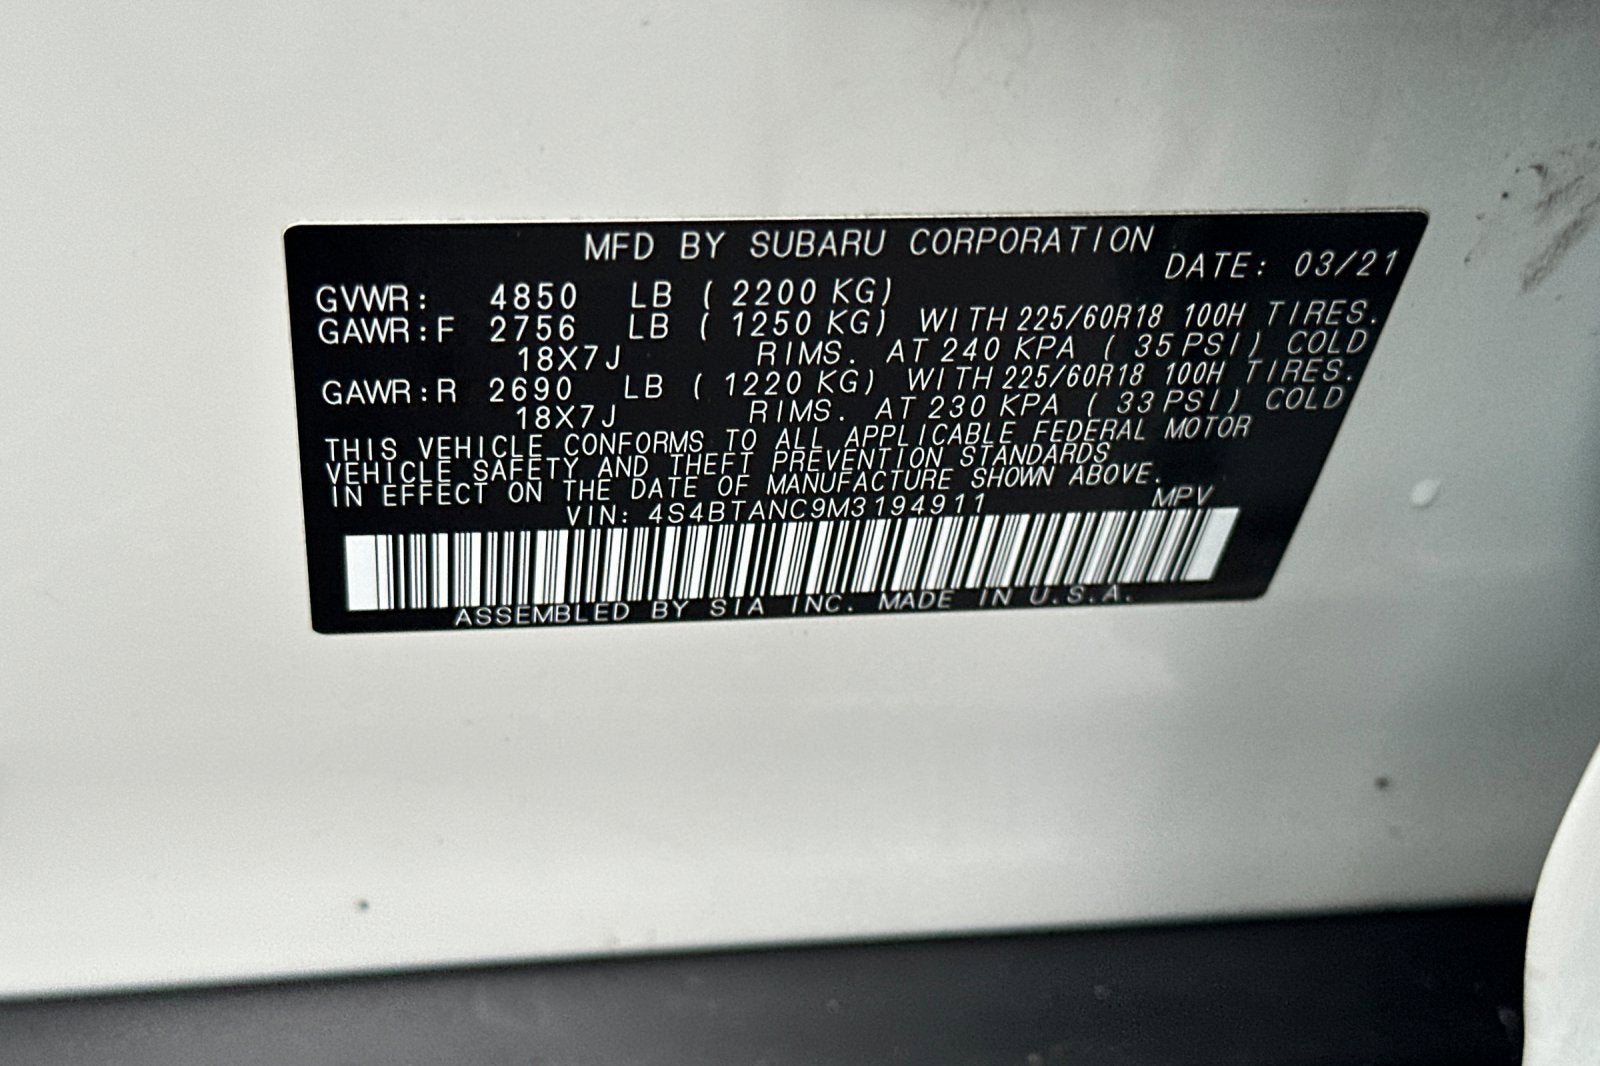 MFD BY SUBARU CORPORATION
DATE: 03/21
GVWR: 4850 LB ( 2200 KG)
GAWR:F 2756 LB ( 1250 KG) WITH 225/60R18 100H TIRES.
18X7J RIMS. AT 240 KPA ( 35 PSI) COLD
GAWR:R 2690 LB ( 1220 KG) WITH 225/60R18 100H TIRES.
18X7J RIMS. AT 230 KPA ( 33 PSI) COLD
THIS VEHICLE CONFORMS TO ALL APPLICABLE FEDERAL MOTOR
VEHICLE SAFETY AND THEFT PREVENTION STANDARDS
IN EFFECT ON THE DATE OF MANUFACTURE SHOWN ABOVE.
VIN: 4S4BTANC9M3194911 MPV
ASSEMBLED BY SIA INC. MADE IN U.S.A.